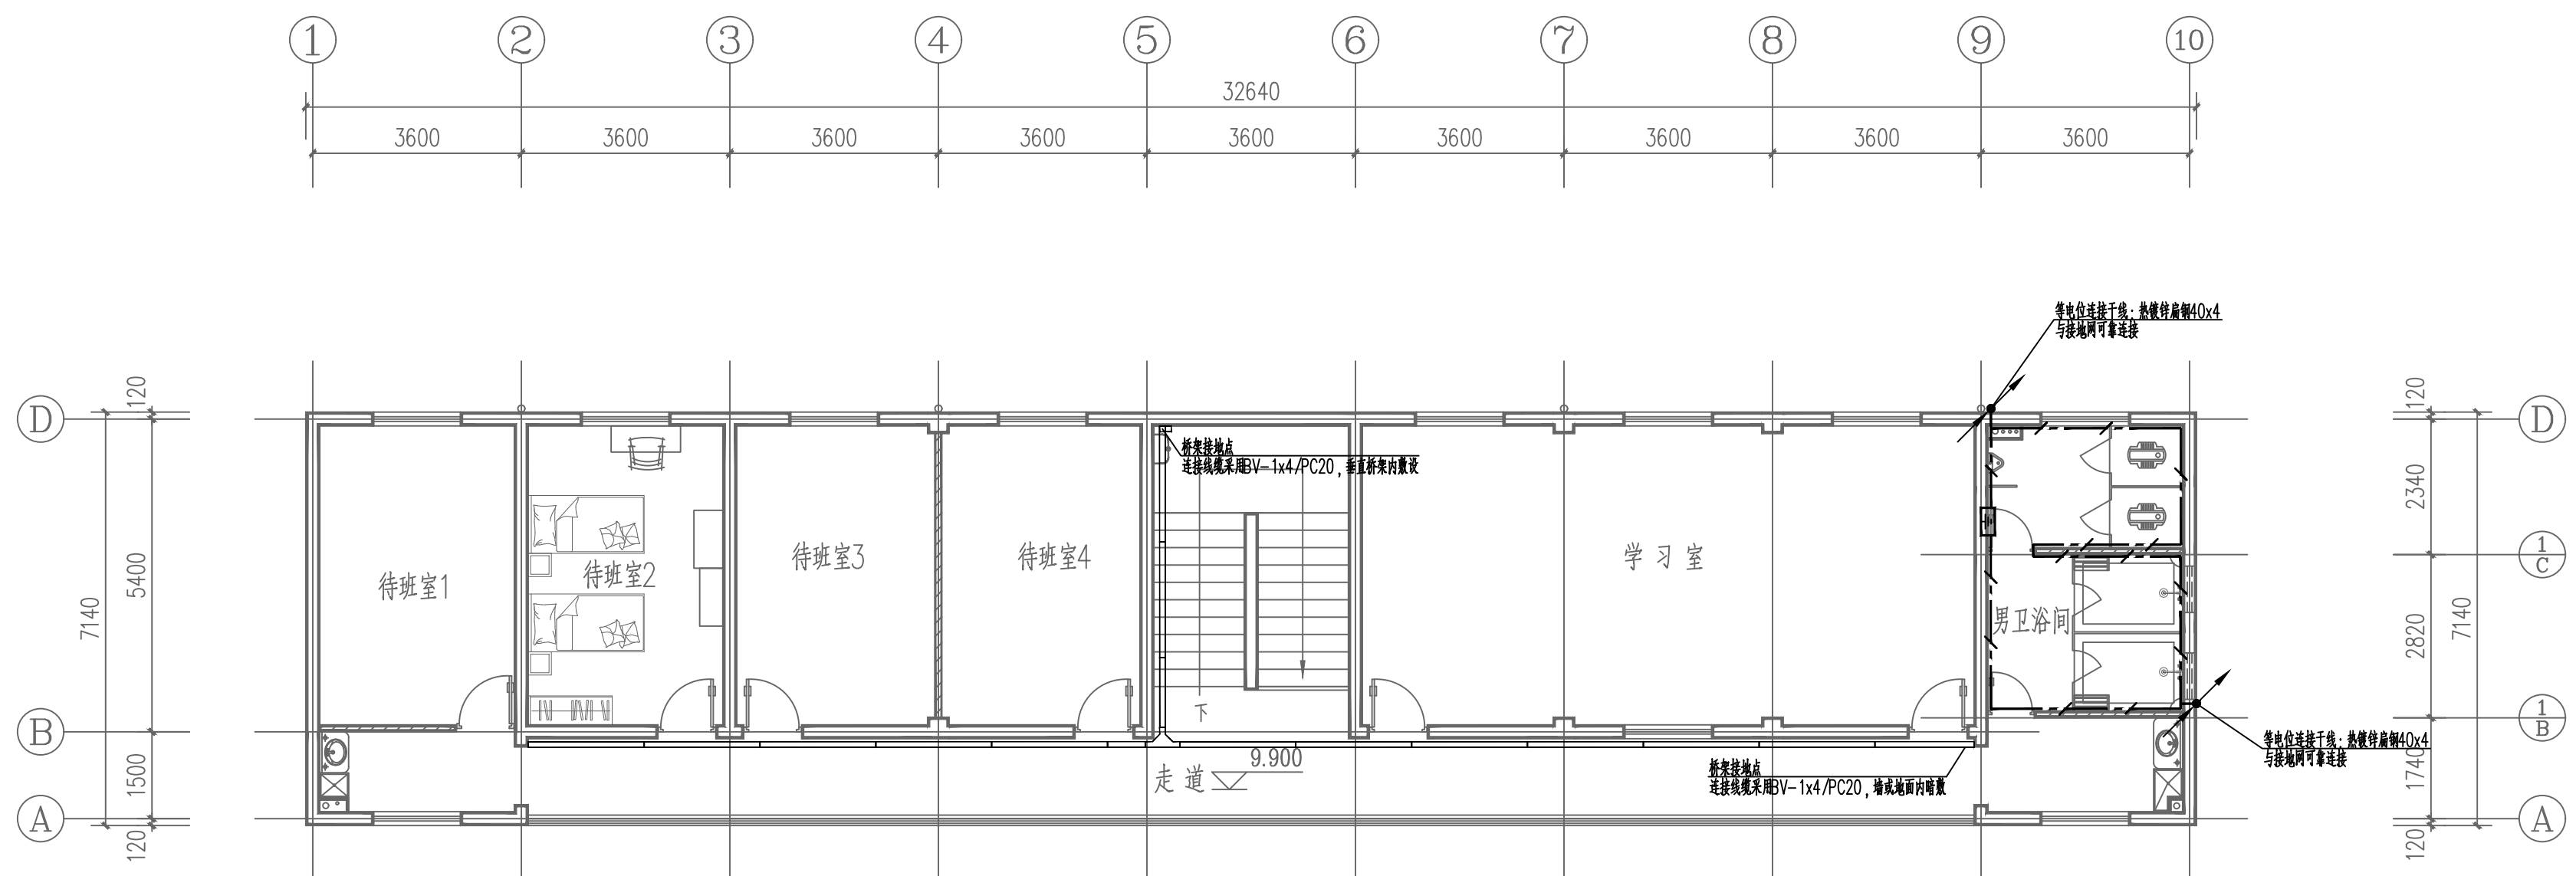 1 2 3 4 5 6 7 8 9 10
32640
3600 3600 3600 3600 3600 3600 3600 3600 3600
等电位连接干线：热镀锌扁钢40x4
与接地网可靠连接
D
120
120
D
桥架接地点
连接线缆采用BV-1x4/PC20，垂直桥架内敷设
2340
5400
7140
待班室1
待班室2
待班室3
待班室4
学习室
1
C
男卫浴间
2820
7140
下
B
1
B
等电位连接干线：热镀锌扁钢40x4
与接地网可靠连接
1500
走道
9.900
桥架接地点
连接线缆采用BV-1x4/PC20，墙或地面内暗敷
1740
A
120
120
A